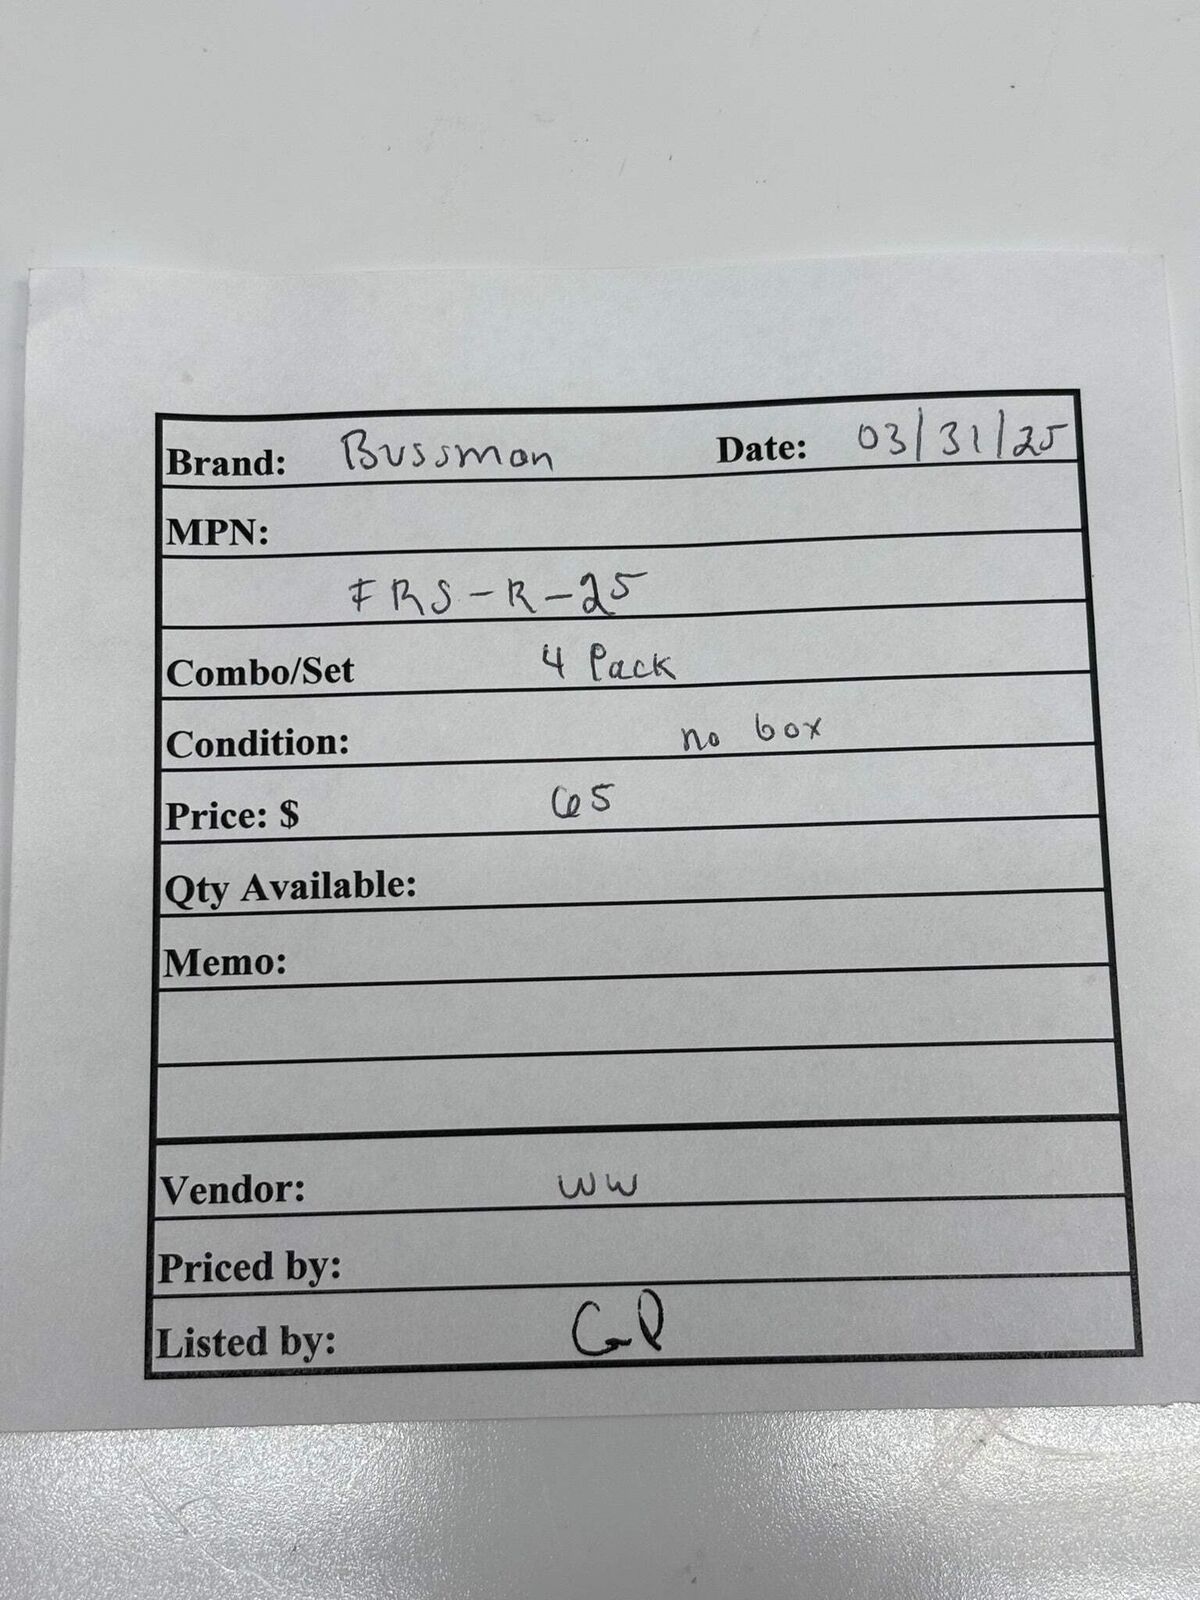 Brand: Bussman Date: 03/31/25
MPN:
FRS-R-25
Combo/Set 4 Pack
Condition: no box
Price: $ 65
Qty Available:
Memo:
Vendor: WW
Priced by:
Listed by: